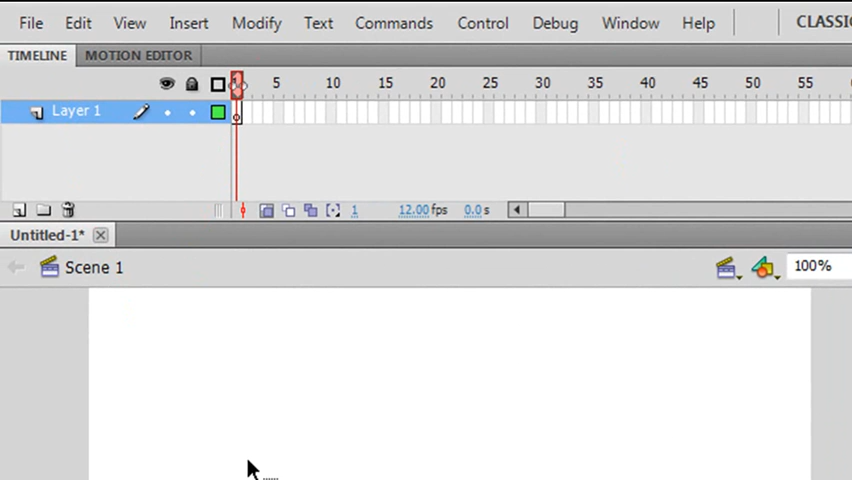 File Edit View Insert Modify Text Commands Control Debug Window Help CLASSIC
TIMELINE MOTION EDITOR
5 10 15 20 25 30 35 40 45 50 55
Layer 1
1 12.00 fps 0.0 s
Untitled-1*
Scene 1 100%